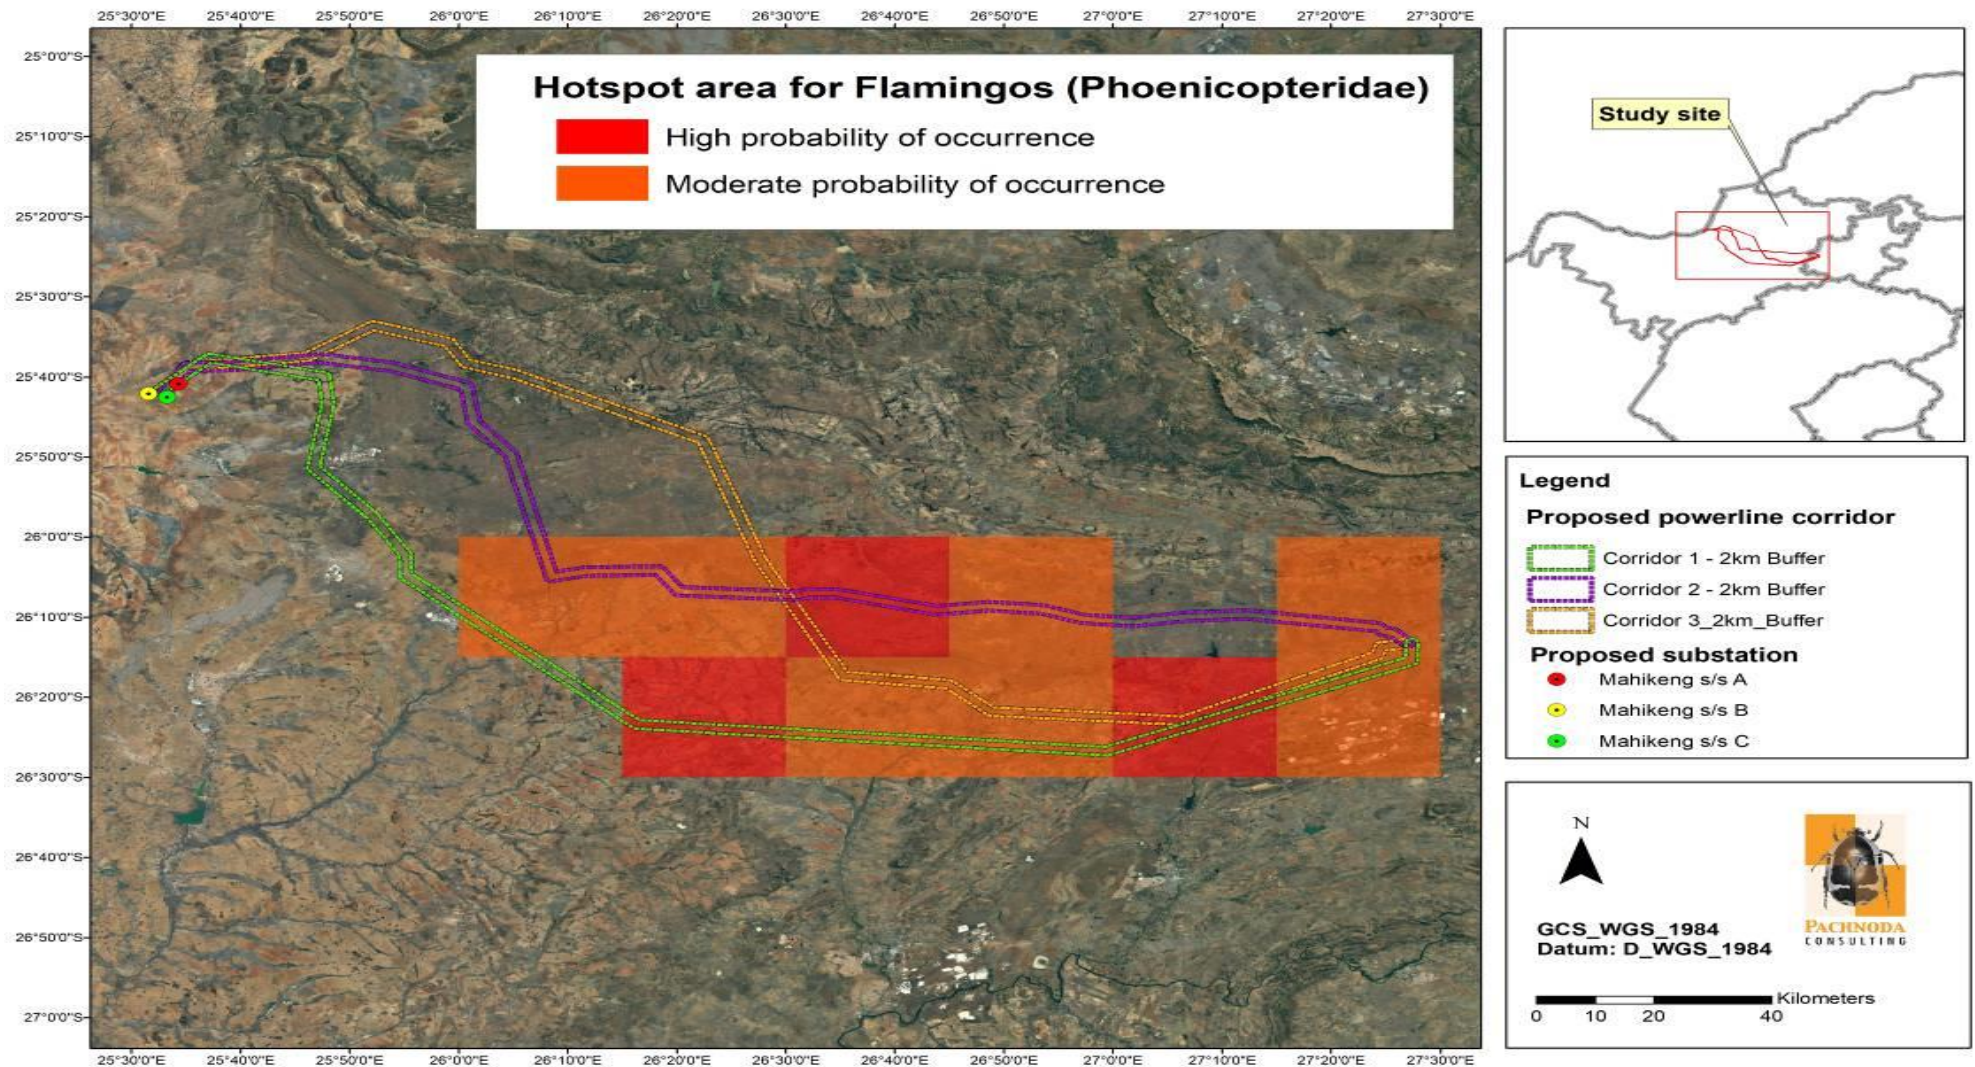 25°30'0"E 25°40'0"E 25°50'0"E 26°0'0"E 26°10'0"E 26°20'0"E 26°30'0"E 26°40'0"E 26°50'0"E 27°0'0"E 27°10'0"E 27°20'0"E 27°30'0"E
25°0'0"S
25°10'0"S
25°20'0"S
25°30'0"S
25°40'0"S
25°50'0"S
26°0'0"S
26°10'0"S
26°20'0"S
26°30'0"S
26°40'0"S
26°50'0"S
27°0'0"S
Hotspot area for Flamingos (Phoenicopteridae)
High probability of occurrence
Moderate probability of occurrence
25°30'0"E 25°40'0"E 25°50'0"E 26°0'0"E 26°10'0"E 26°20'0"E 26°30'0"E 26°40'0"E 26°50'0"E 27°0'0"E 27°10'0"E 27°20'0"E 27°30'0"E
Study site
Legend
Proposed powerline corridor
Corridor 1 - 2km Buffer
Corridor 2 - 2km Buffer
Corridor 3_2km_Buffer
Proposed substation
Mahikeng s/s A
Mahikeng s/s B
Mahikeng s/s C
N
GCS_WGS_1984
Datum: D_WGS_1984
PACHNODA
CONSULTING
Kilometers
0 10 20 40